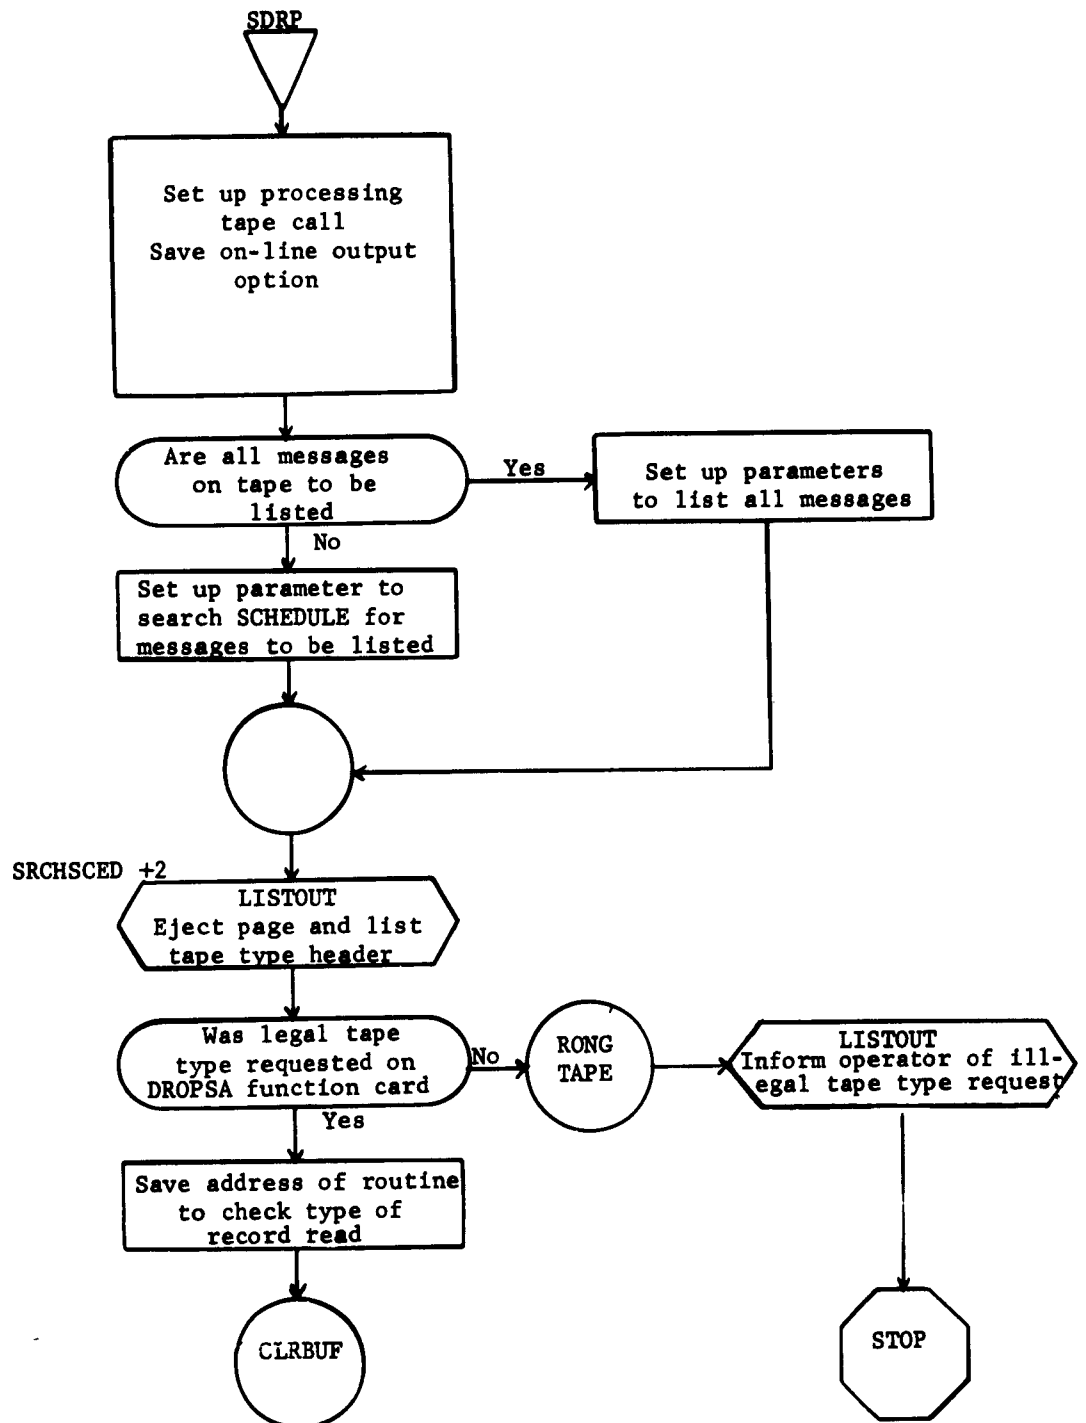 SDRP
Set up processing
tape call
Save on-line output
option
Are all messages
on tape to be
listed
Yes
Set up parameters
to list all messages
No
Set up parameter to
search SCHEDULE for
messages to be listed
SRCHSCED +2
LISTOUT
Eject page and list
tape type header
Was legal tape
type requested on
DROPSA function card
No
RONG
TAPE
LISTOUT
Inform operator of ill-
egal tape type request
Yes
Save address of routine
to check type of
record read
CLRBUF
STOP